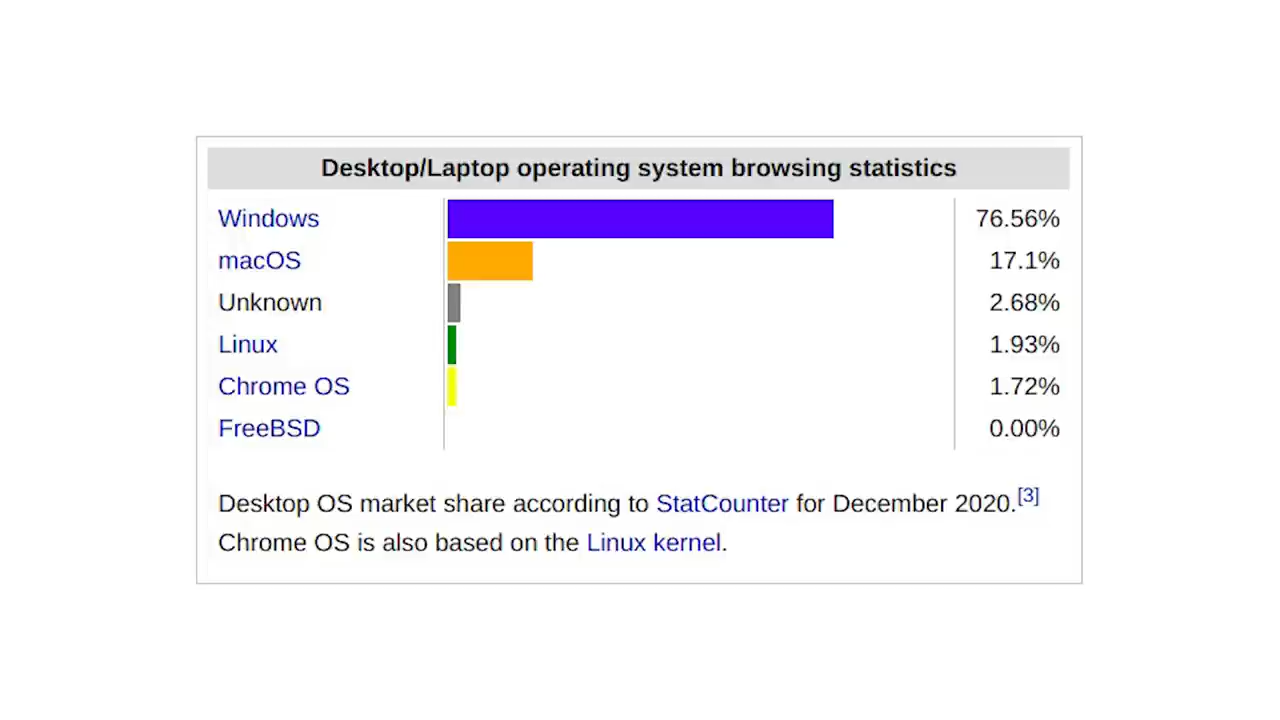 Desktop/Laptop operating system browsing statistics
Windows 76.56%
macOS 17.1%
Unknown 2.68%
Linux 1.93%
Chrome OS 1.72%
FreeBSD 0.00%
Desktop OS market share according to StatCounter for December 2020.[3]
Chrome OS is also based on the Linux kernel.